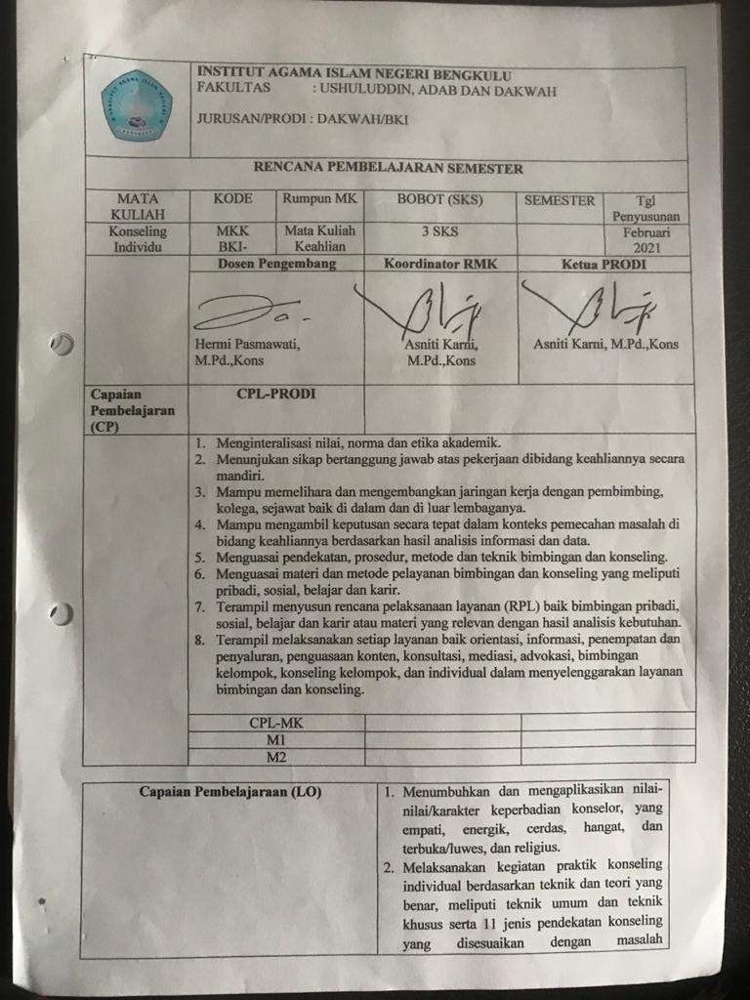 INSTITUT AGAMA ISLAM NEGERI BENGKULU
FAKULTAS : USHULUDDIN, ADAB DAN DAKWAH
JURUSAN/PRODI : DAKWAH/BKI
RENCANA PEMBELAJARAN SEMESTER
MATA KULIAH KODE Rumpun MK BOBOT (SKS) SEMESTER Tgl Penyusunan
Konseling Individu MKK BKI- Mata Kuliah Keahlian 3 SKS Februari 2021
Dosen Pengembang Koordinator RMK Ketua PRODI
Hermi Pasmawati, M.Pd.,Kons Asniti Karni, M.Pd.,Kons Asniti Karni, M.Pd.,Kons
Capaian Pembelajaran (CP) CPL-PRODI
1. Menginteralisasi nilai, norma dan etika akademik.
2. Menunjukan sikap bertanggung jawab atas pekerjaan dibidang keahliannya secara
mandiri.
3. Mampu memelihara dan mengembangkan jaringan kerja dengan pembimbing,
kolega, sejawat baik di dalam dan di luar lembaganya.
4. Mampu mengambil keputusan secara tepat dalam konteks pemecahan masalah di
bidang keahliannya berdasarkan hasil analisis informasi dan data.
5. Menguasai pendekatan, prosedur, metode dan teknik bimbingan dan konseling.
6. Menguasai materi dan metode pelayanan bimbingan dan konseling yang meliputi
pribadi, sosial, belajar dan karir.
7. Terampil menyusun rencana pelaksanaan layanan (RPL) baik bimbingan pribadi,
sosial, belajar dan karir atau materi yang relevan dengan hasil analisis kebutuhan.
8. Terampil melaksanakan setiap layanan baik orientasi, informasi, penempatan dan
penyaluran, penguasaan konten, konsultasi, mediasi, advokasi, bimbingan
kelompok, konseling kelompok, dan individual dalam menyelenggarakan layanan
bimbingan dan konseling.
CPL-MK
M1
M2
Capaian Pembelajaraan (LO)
1. Menumbuhkan dan mengaplikasikan nilai-
nilai/karakter keperbadian konselor, yang
empati, energik, cerdas, hangat, dan
terbuka/luwes, dan religius.
2. Melaksanakan kegiatan praktik konseling
individual berdasarkan teknik dan teori yang
benar, meliputi teknik umum dan teknik
khusus serta 11 jenis pendekatan konseling
yang disesuaikan dengan masalah